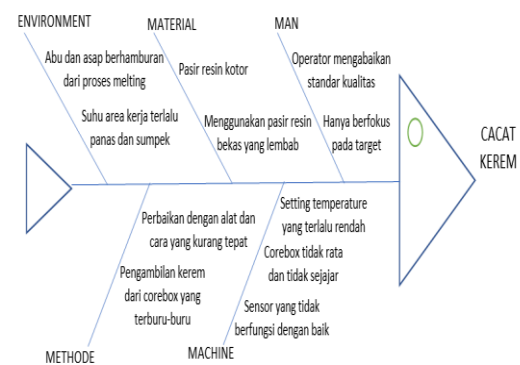 ENVIRONMENT
MATERIAL
MAN
Abu dan asap berhamburan
dari proses melting
Suhu area kerja terlalu
panas dan sumpek
Pasir resin kotor
Menggunakan pasir resin
bekas yang lembab
Operator mengabaikan
standar kualitas
Hanya berfokus
pada target
CACAT
KEREM
Perbaikan dengan alat dan
cara yang kurang tepat
Pengambilan kerem
dari corebox yang
terburu-buru
Setting temperature
yang terlalu rendah
Corebox tidak rata
dan tidak sejajar
Sensor yang tidak
berfungsi dengan baik
METHODE
MACHINE